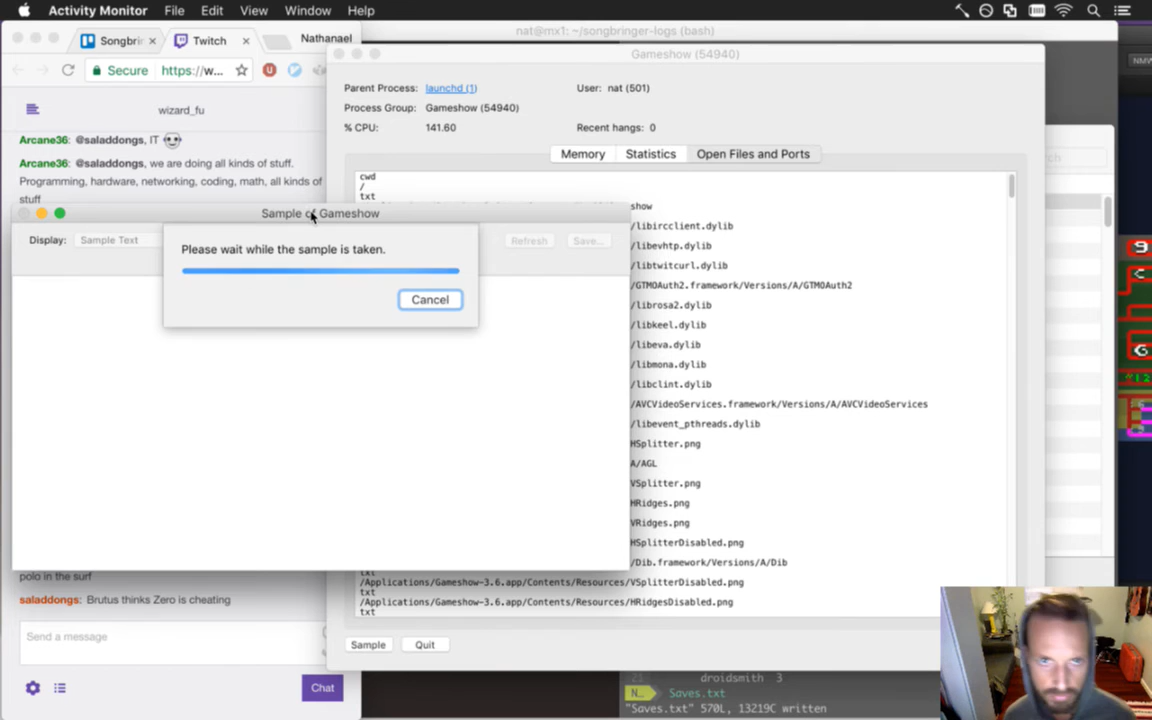 Activity Monitor File Edit View Window Help
nat@mx1: ~/songbringer-logs (bash)
Songbrin Twitch Nathanael
Gameshow (54940)
Secure https://w...
Parent Process: launchd (1) User: nat (501)
Process Group: Gameshow (54940)
% CPU: 141.60 Recent hangs: 0
wizard_fu
Memory Statistics Open Files and Ports
Arcane36: @saladdongs, IT
Arcane36: @saladdongs, we are doing all kinds of stuff.
Programming, hardware, networking, coding, math, all kinds of
stuff
cwd
/
txt
show
Sample of Gameshow
Display: Sample Text Refresh Save...
Please wait while the sample is taken.
Cancel
/libircclient.dylib
/libevhtp.dylib
/libtwitcurl.dylib
/GTMOAuth2.framework/Versions/A/GTMOAuth2
/librosa2.dylib
/libkeel.dylib
/libeva.dylib
/libmona.dylib
/libclint.dylib
/AVCVideoServices.framework/Versions/A/AVCVideoServices
/libevent_pthreads.dylib
HSplitter.png
A/AGL
VSplitter.png
HRidges.png
VRidges.png
HSplitterDisabled.png
/Dib.framework/Versions/A/Dib
txt
/Applications/Gameshow-3.6.app/Contents/Resources/VSplitterDisabled.png
txt
/Applications/Gameshow-3.6.app/Contents/Resources/HRidgesDisabled.png
txt
polo in the surf
saladdongs: Brutus thinks Zero is cheating
Send a message
Chat
Sample Quit
21 droidsmith 3
N... Saves.txt
"Saves.txt" 570L, 13219C written